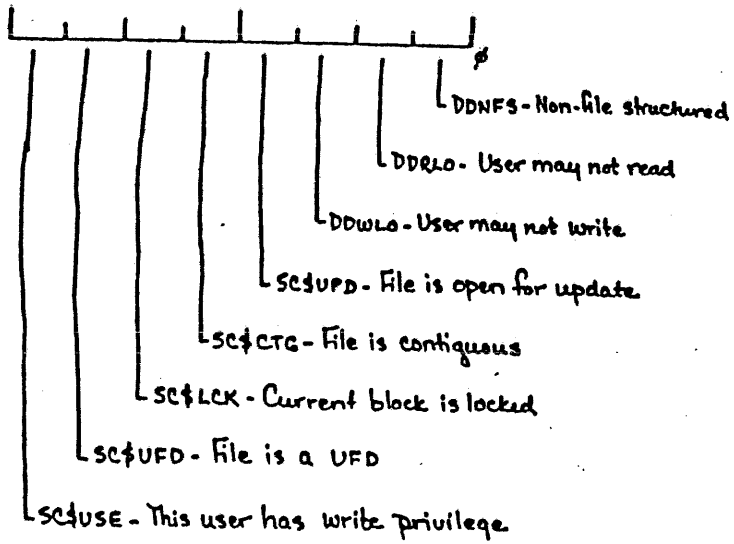 ø
DDNFS - Non-file structured
DDRLO - User may not read
DDWLO - User may not write
SC$UPD - File is open for update
SC$CTG - File is contiguous
SC$LCK - Current block is locked
SC$UFD - File is a UFD
SC$USE - This user has write privilege